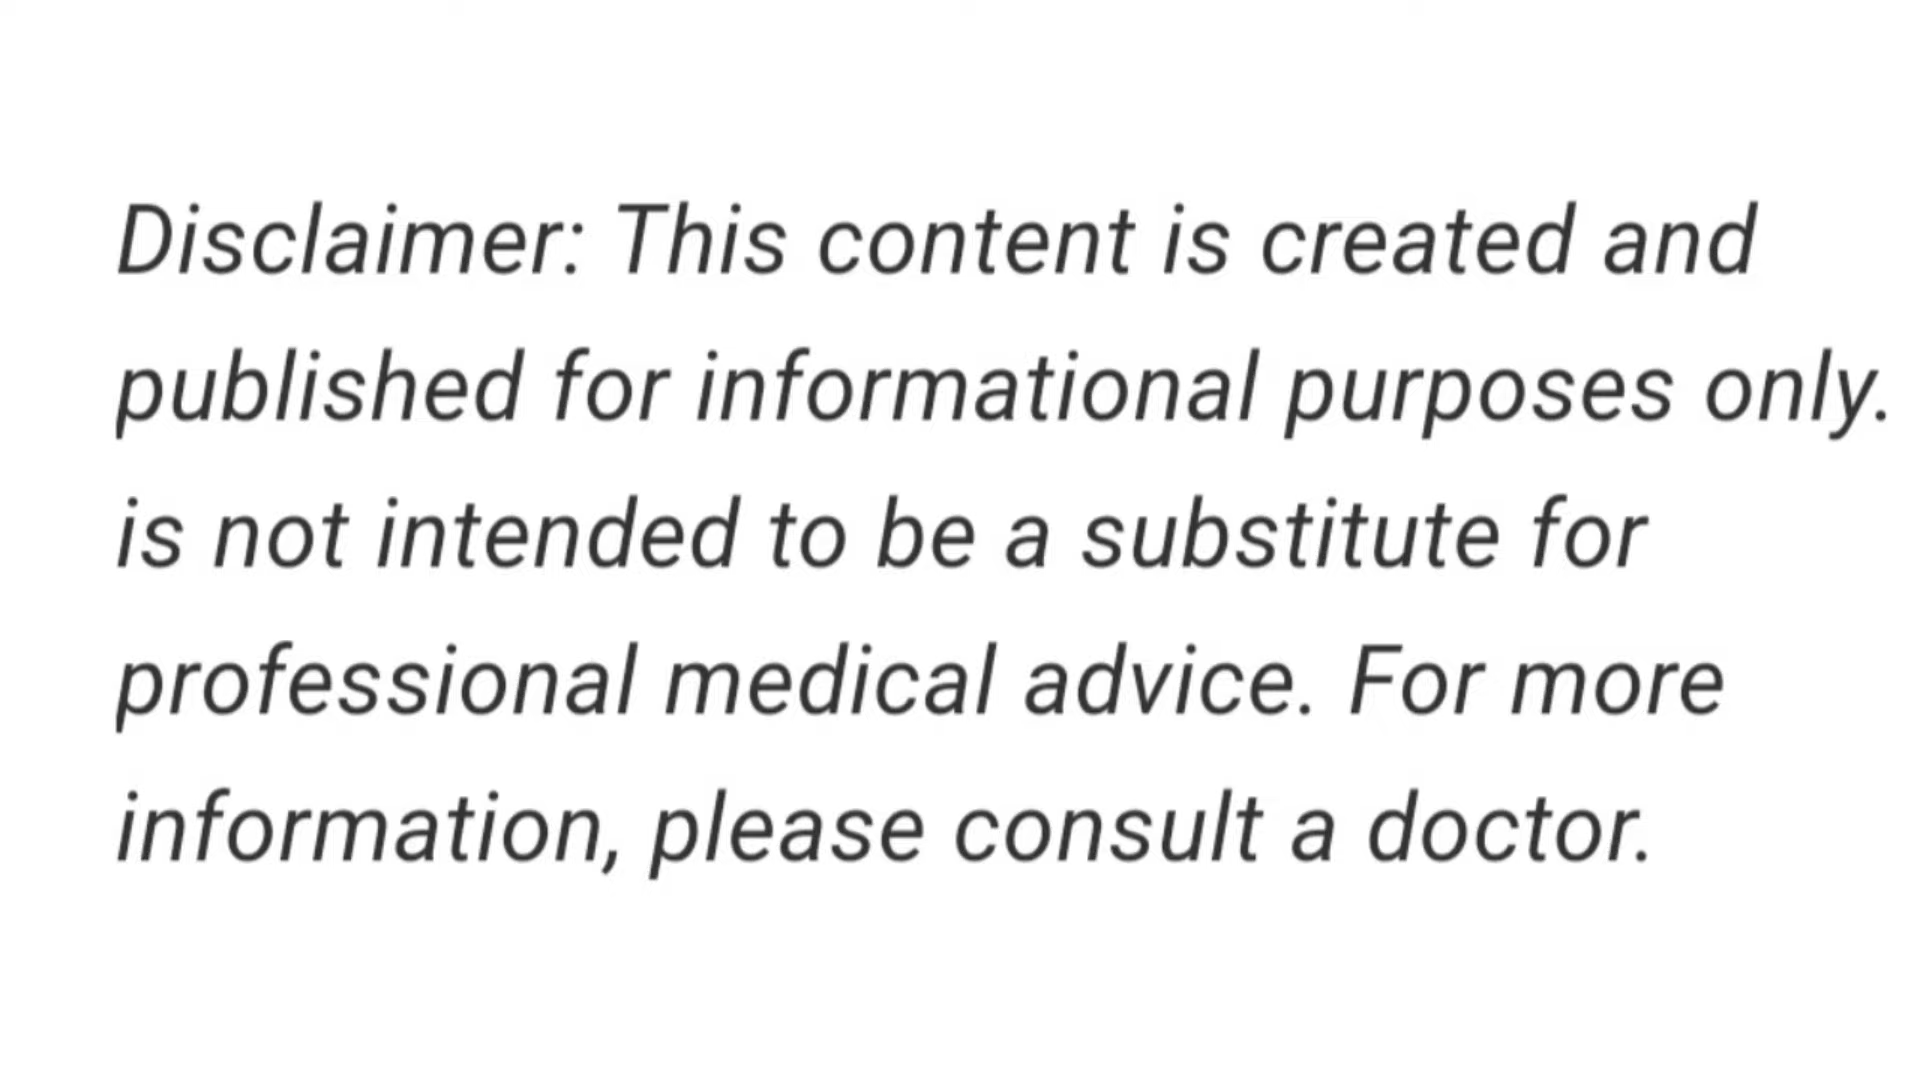 Disclaimer: This content is created and
published for informational purposes only.
is not intended to be a substitute for
professional medical advice. For more
information, please consult a doctor.